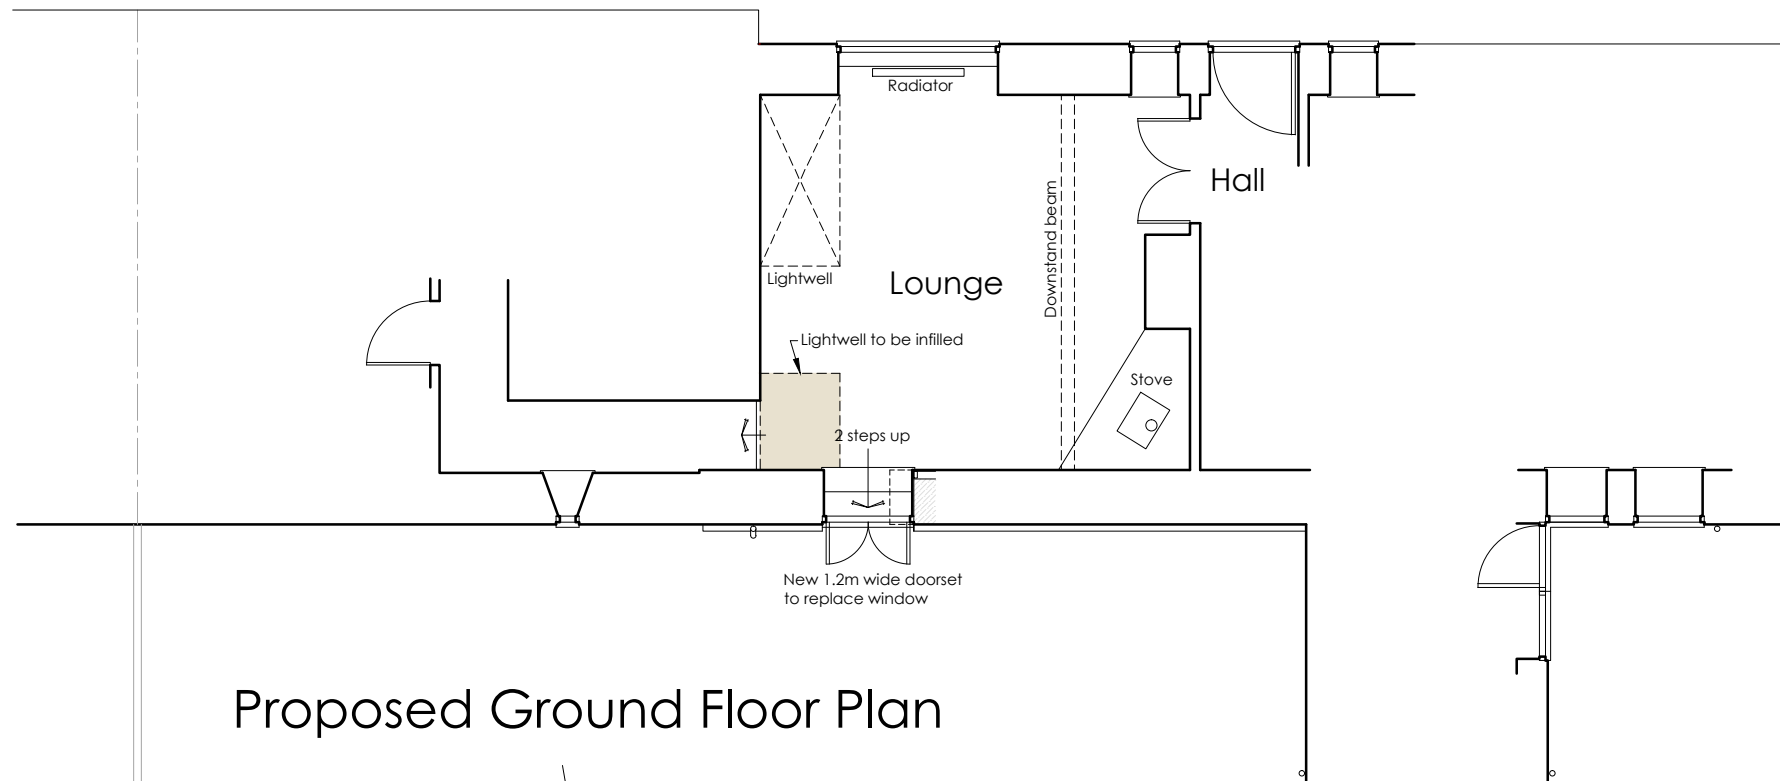 Radiator
Hall
Downstand beam
Lightwell
Lounge
Lightwell to be infilled
Stove
2 steps up
New 1.2m wide doorset
to replace window
Proposed Ground Floor Plan